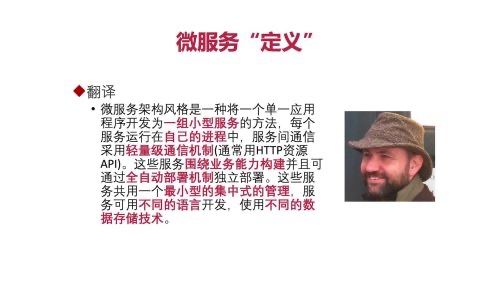 微服务“定义”
翻译
• 微服务架构风格是一种将一个单一应用
程序开发为一组小型服务的方法，每个
服务运行在自己的进程中，服务间通信
采用轻量级通信机制(通常用HTTP资源
API)。这些服务围绕业务能力构建并且可
通过全自动部署机制独立部署。这些服
务共用一个最小型的集中式的管理，服
务可用不同的语言开发，使用不同的数
据存储技术。